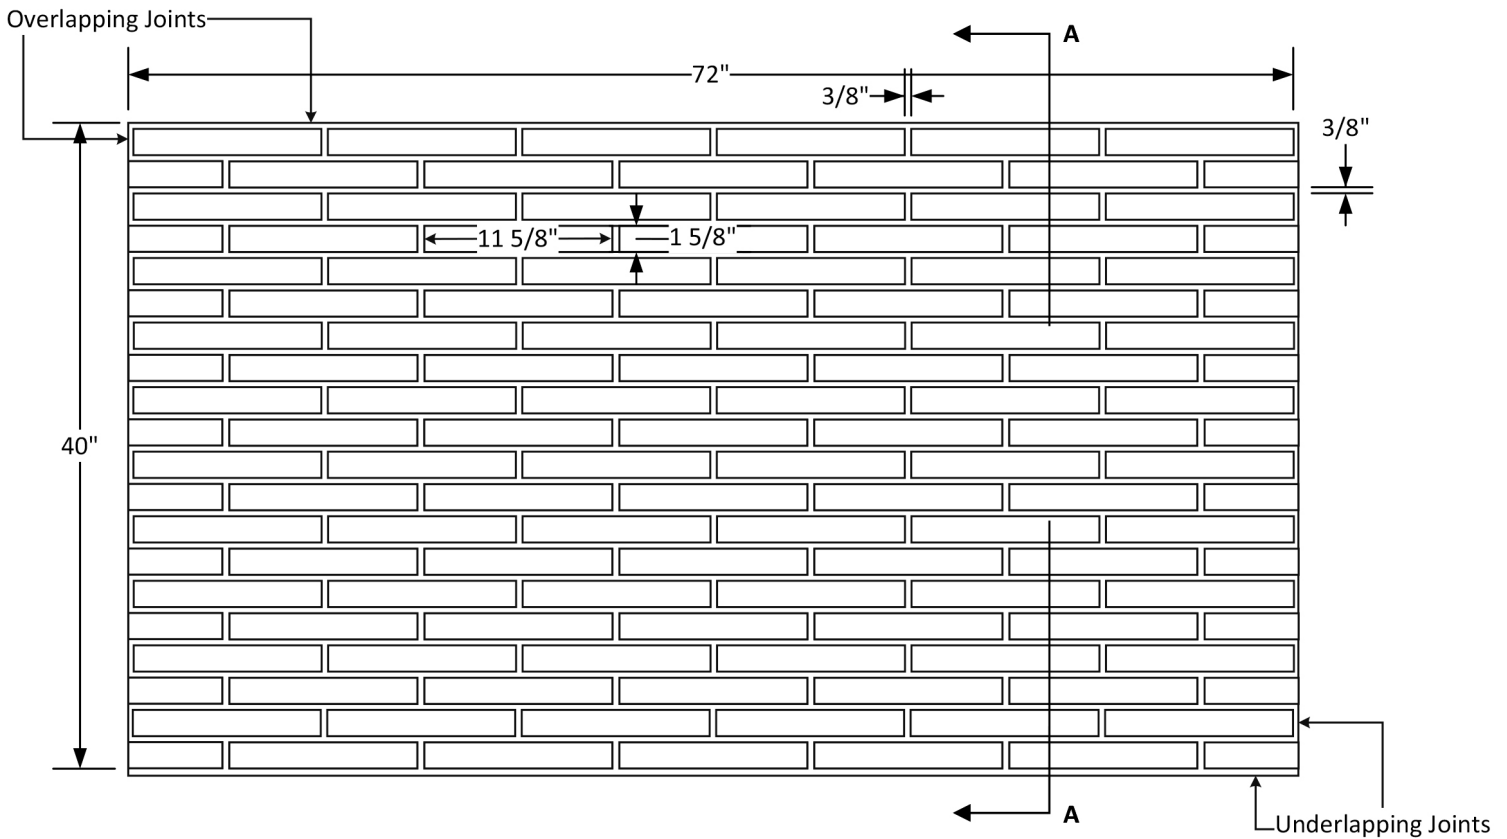 Overlapping Joints
A
72"
3/8"
3/8"
11 5/8"
1 5/8"
40"
A
Underlapping Joints